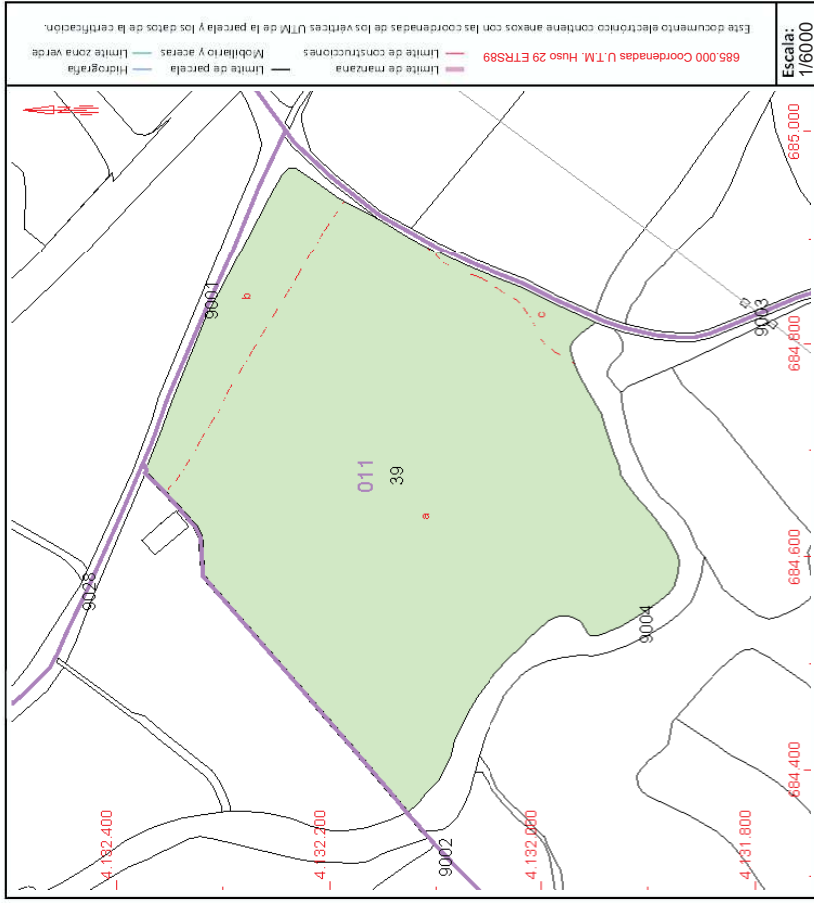 Este documento electrónico contiene anexos con las coordenadas de los vértices UTM de la parcela y los datos de la certificación.
685.000 Coordenadas U.T.M. Huso 29 ETRS89
Límite de manzana
Límite de parcela
Hidrografía
Límite de construcciones
Mobiliario y aceras
Límite zona verde
Escala:
1/6000
685.000
684.800
684.600
684.400
4.132.400
4.132.200
4.132.000
4.131.800
9001
9028
9003
9004
9002
011
39
a
b
c